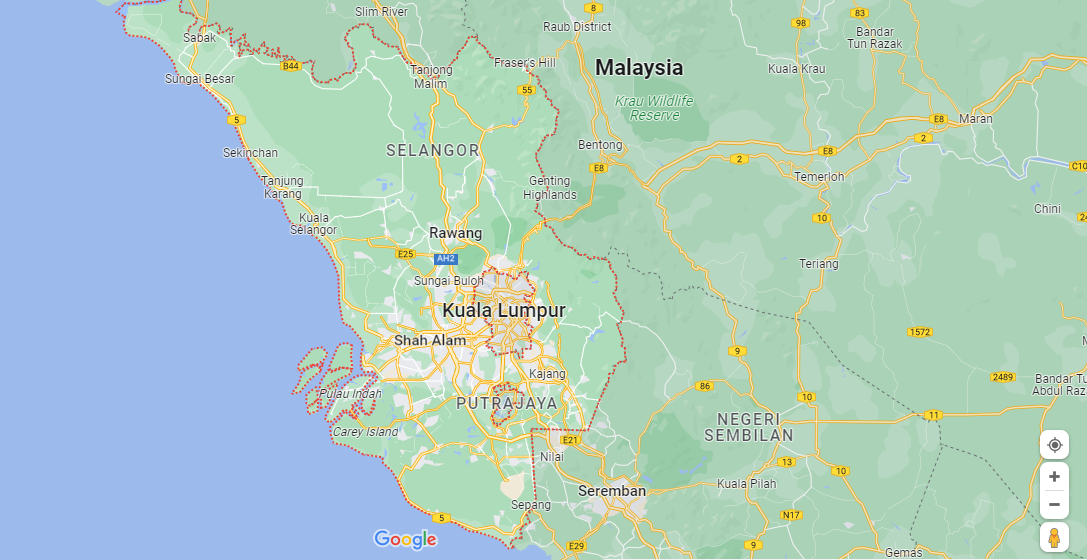 Slim River
8
Raub District
98
83
Bandar
Tun Razak
Sabak
B44
Tanjong
Malim
Fraser's Hill
Malaysia
Kuala Krau
Sungai Besar
55
Krau Wildlife
Reserve
5
E8
Maran
2
Sekinchan
SELANGOR
Bentong
E8
2
E8
C10
Tanjung
Karang
Genting
Highlands
Temerloh
Kuala
Selangor
10
Chini
24
Rawang
E25
AH2
Teriang
Sungai Buloh
Kuala Lumpur
1572
Shah Alam
9
Kajang
2489
Bandar Tu
Abdul Raza
Pulau Indah
86
10
PUTRAJAYA
11
NEGERI
SEMBILAN
Carey Island
E21
Nilai
13
10
Kuala Pilah
Seremban
Sepang
5
N17
Google
E29
9
Gemas